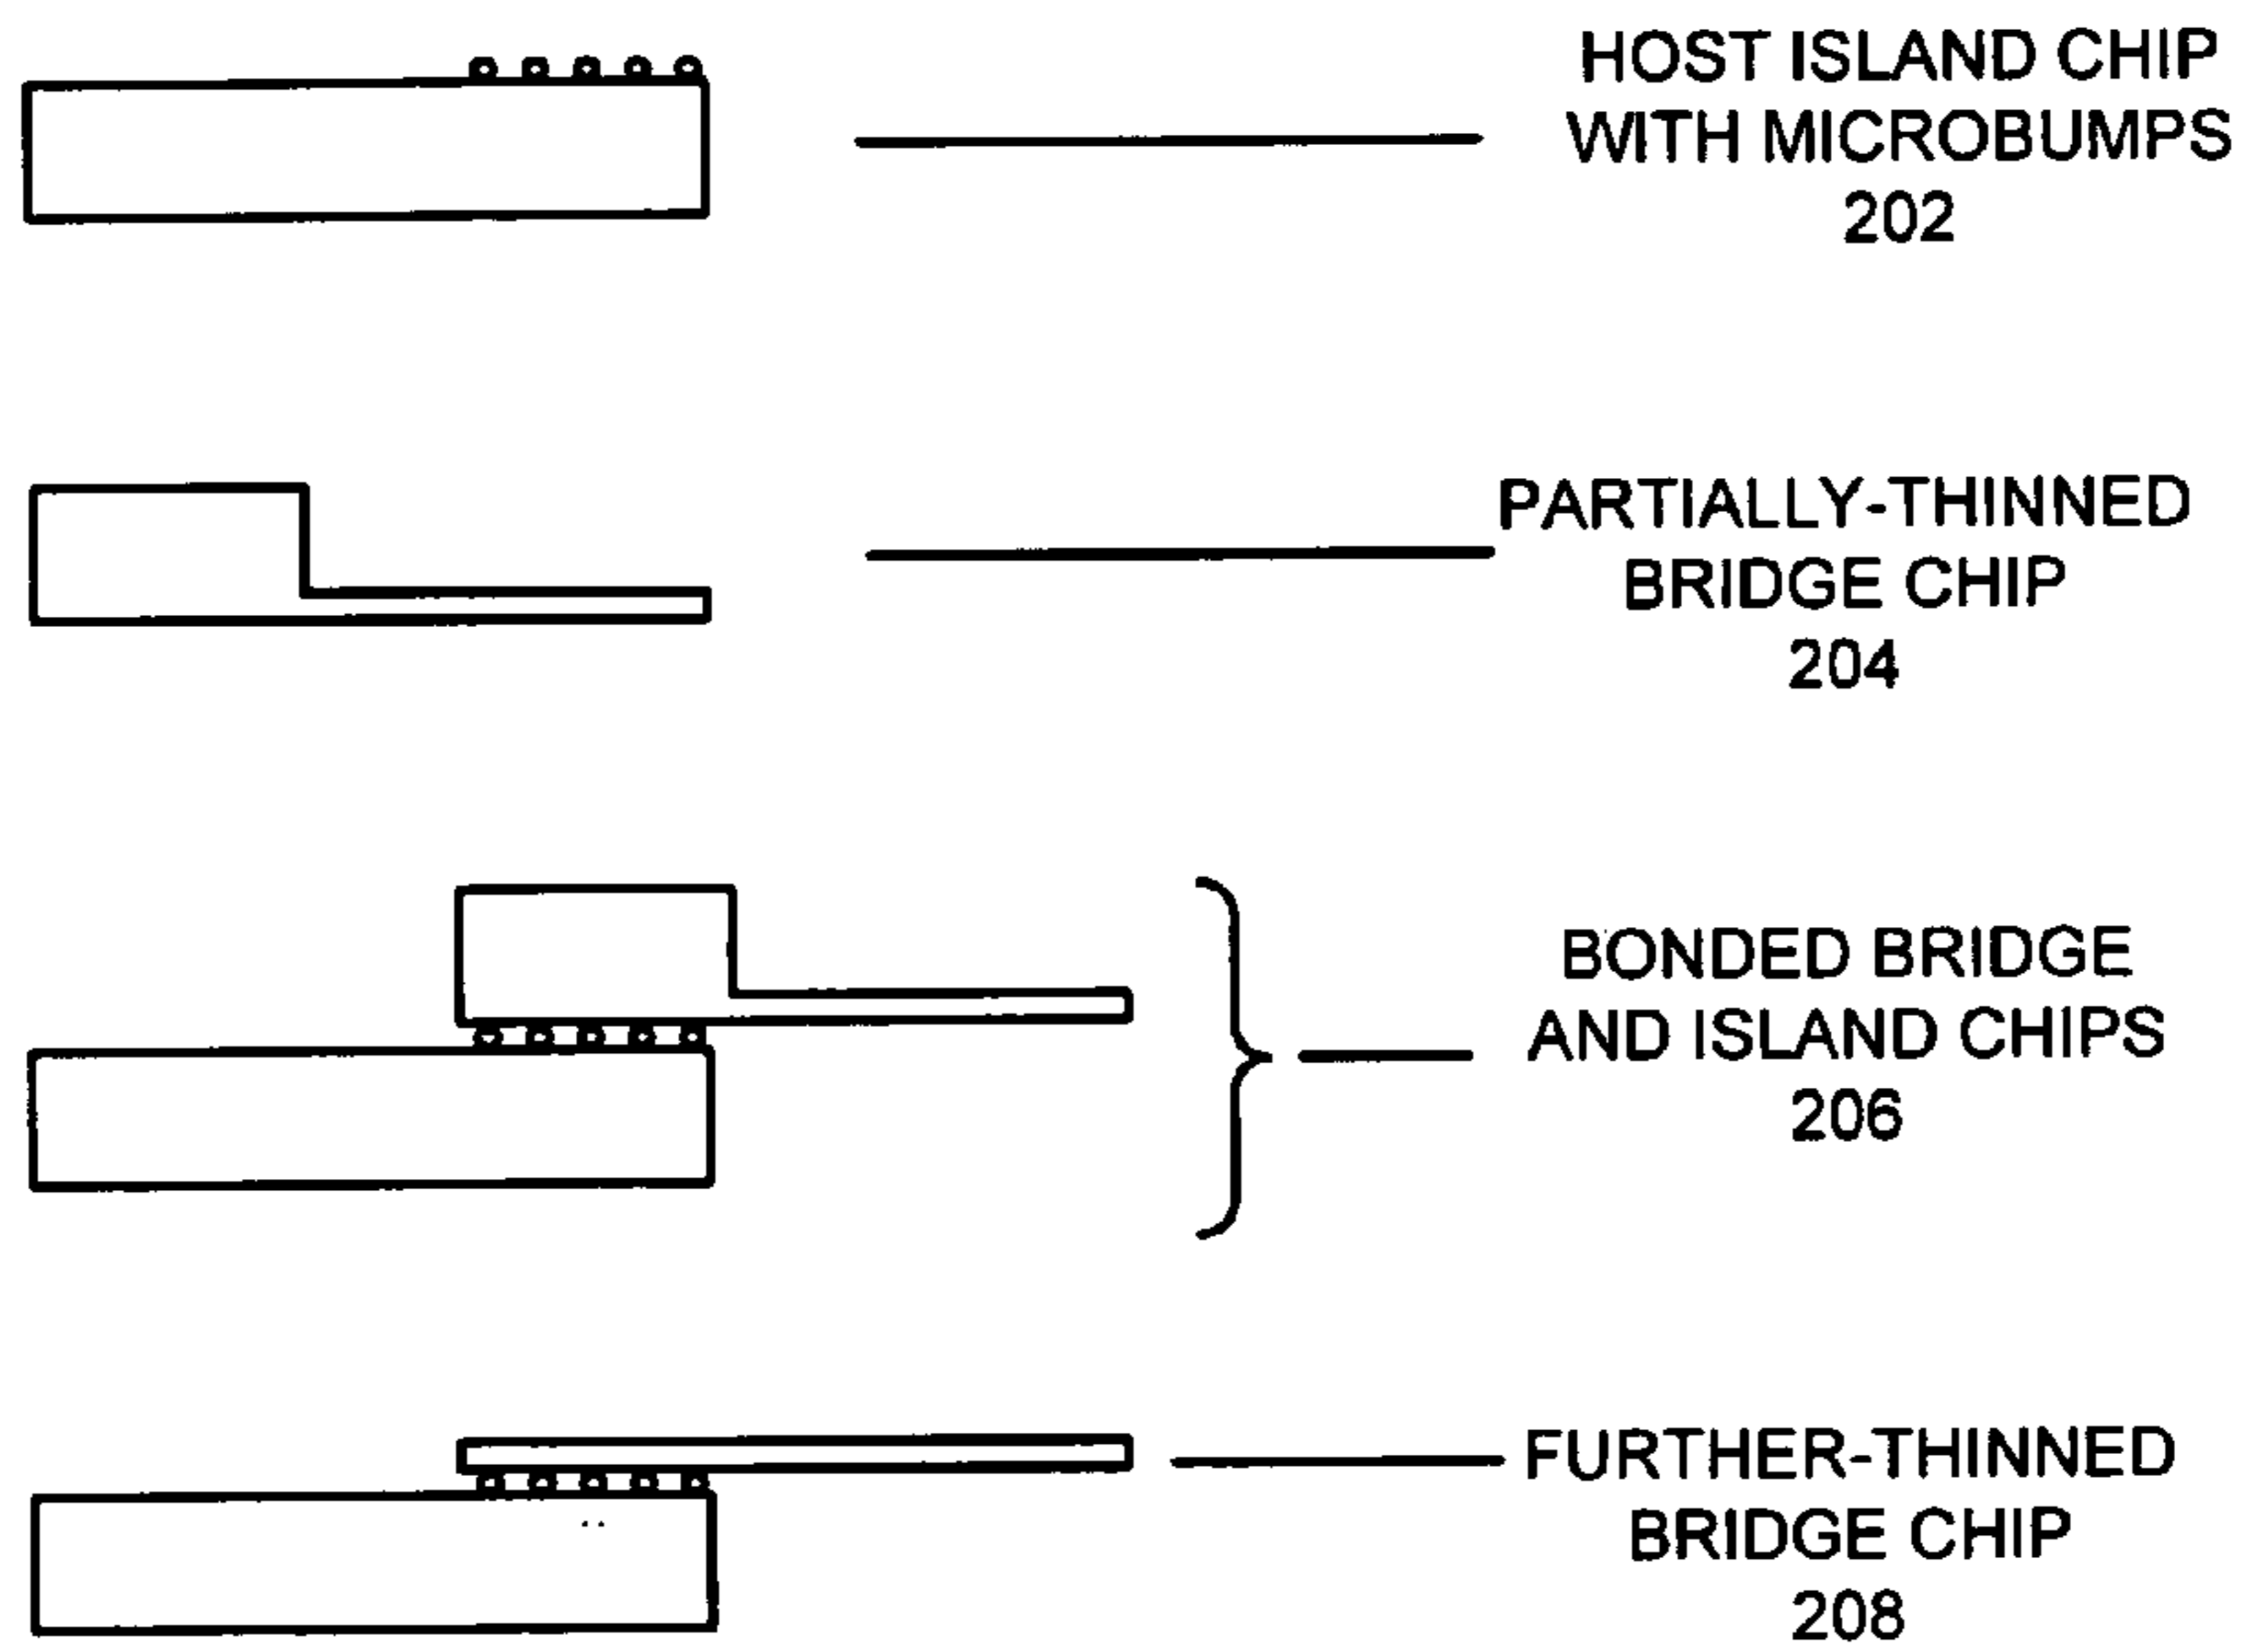 HOST ISLAND CHIP
WITH MICROBUMPS
202
PARTIALLY-THINNED
BRIDGE CHIP
204
BONDED BRIDGE
AND ISLAND CHIPS
206
FURTHER-THINNED
BRIDGE CHIP
208